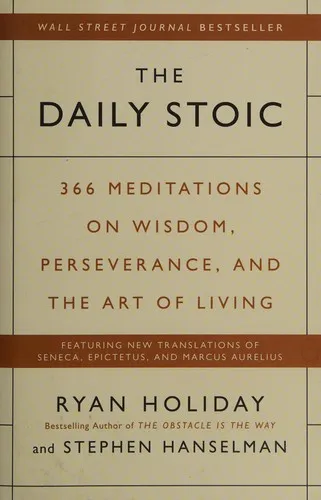 WALL STREET JOURNAL BESTSELLER
THE
DAILY STOIC
366 MEDITATIONS
ON WISDOM,
PERSEVERANCE, AND
THE ART OF LIVING
FEATURING NEW TRANSLATIONS OF
SENECA, EPICTETUS, AND MARCUS AURELIUS
RYAN HOLIDAY
Bestselling Author of THE OBSTACLE IS THE WAY
and STEPHEN HANSELMAN